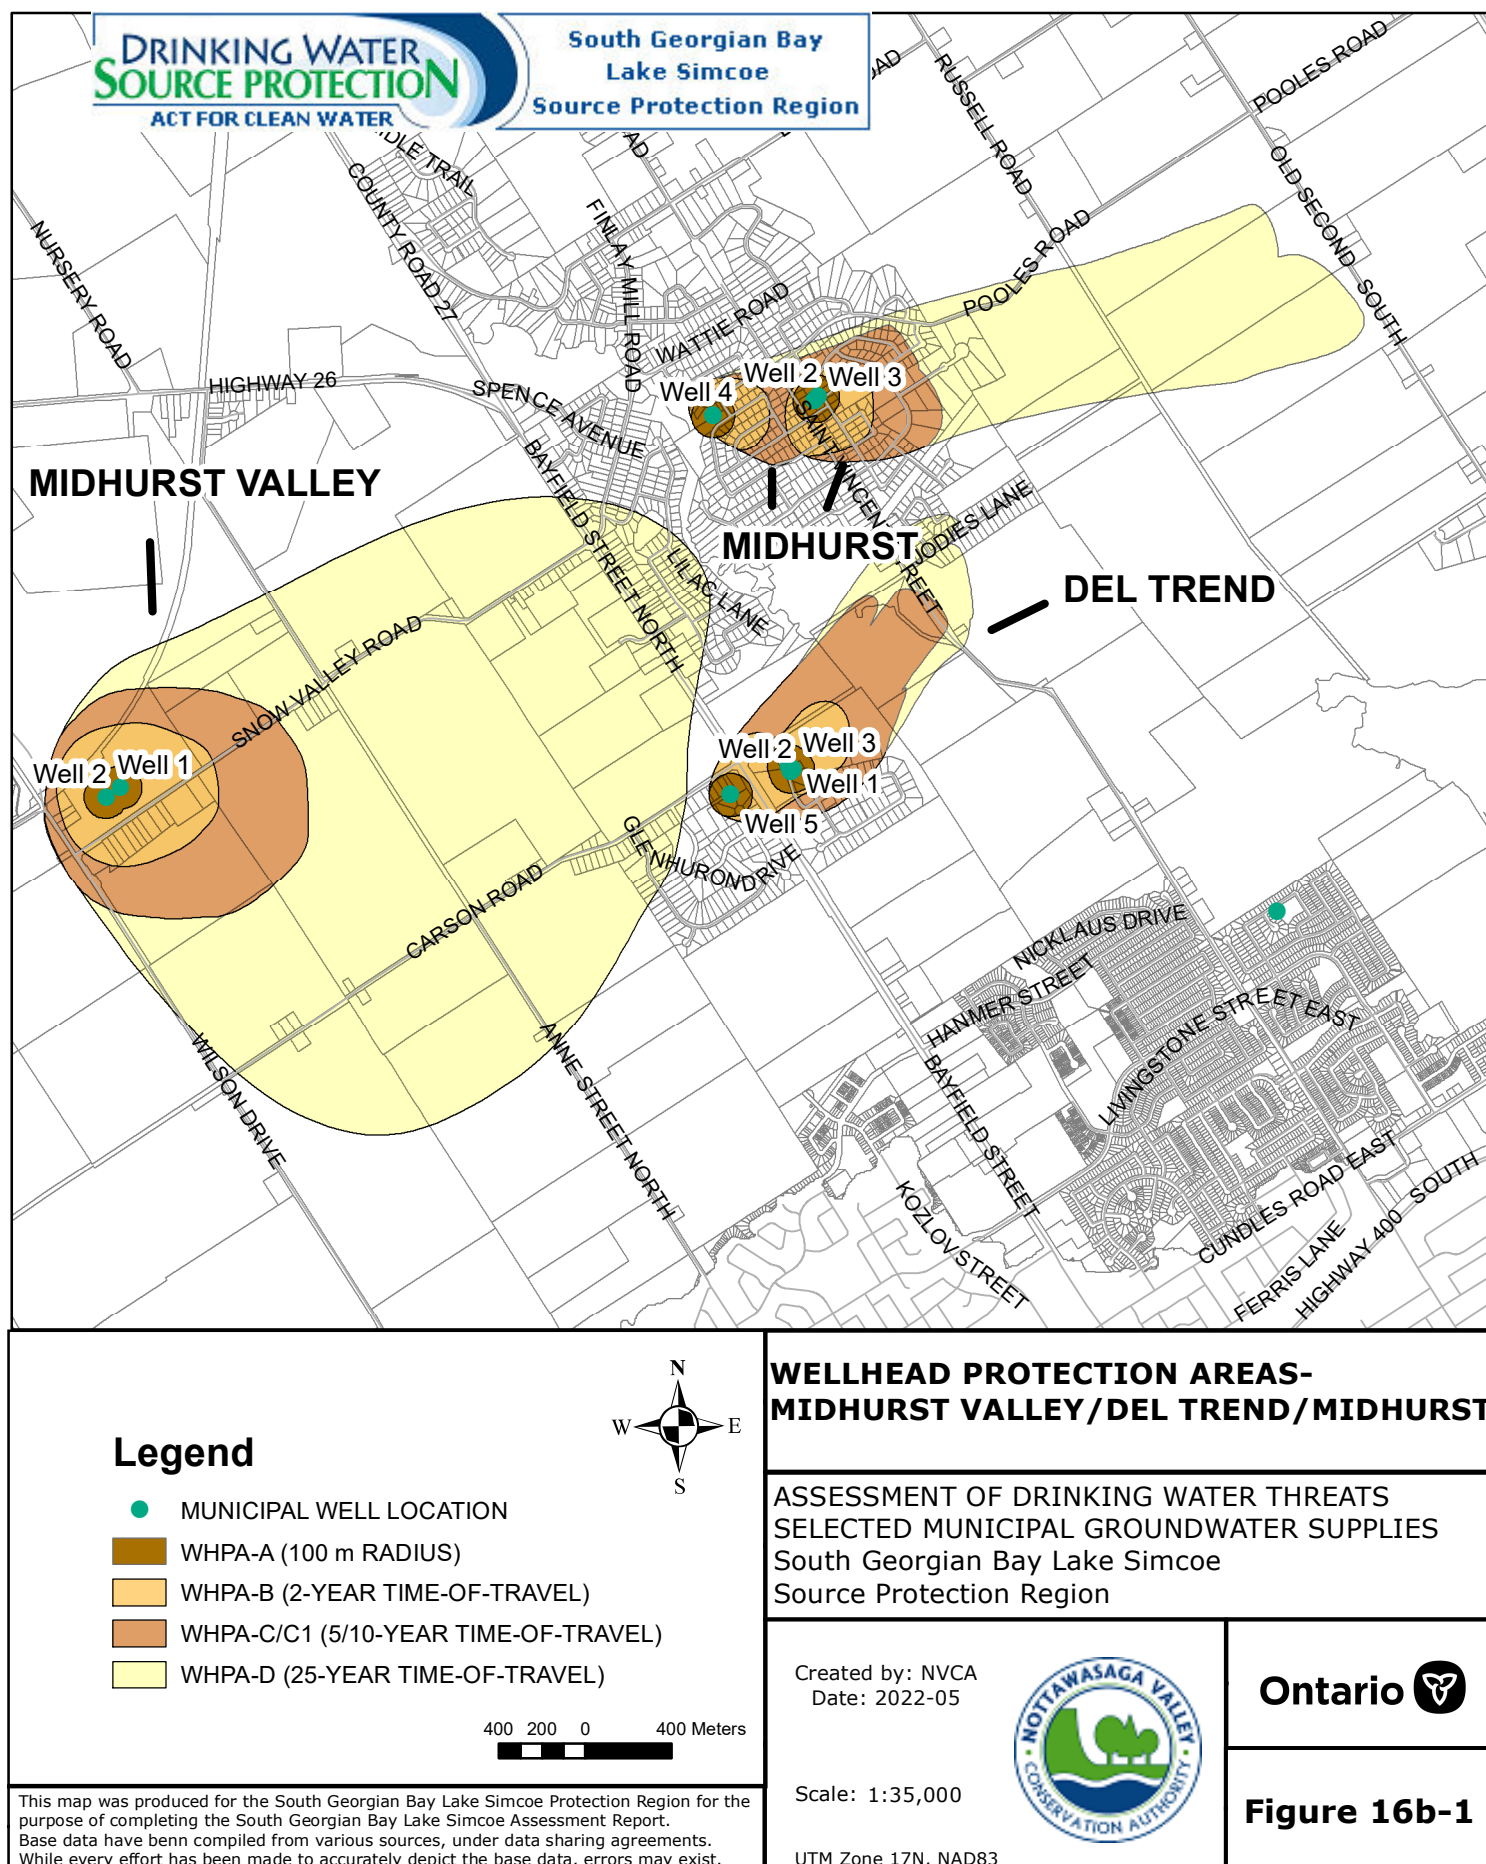 DRINKING WATER
SOURCE PROTECTION
ACT FOR CLEAN WATER
South Georgian Bay
Lake Simcoe
Source Protection Region
POOLES ROAD
RUSSELL ROAD
OLD SECOND SOUTH
COUNTY ROAD 27
FINLAY MILL ROAD
NURSERY ROAD
POOLES ROAD
WATTIE ROAD
HIGHWAY 26
SPENCE AVENUE
Well 4
Well 2
Well 3
SAINT VINCENT STREET
MIDHURST VALLEY
BAYFIELD STREET NORTH
JODIES LANE
MIDHURST
LILAC LANE
DEL TREND
SNOW VALLEY ROAD
Well 2
Well 1
Well 2
Well 3
Well 1
Well 5
GLENHURON DRIVE
CARSON ROAD
NICKLAUS DRIVE
HANMER STREET
LIVINGSTONE STREET EAST
WILSON DRIVE
ANNE STREET NORTH
BAYFIELD STREET
KOZLOV STREET
CUNDLES ROAD EAST
FERRIS LANE
HIGHWAY 400 SOUTH
N
W
E
S
Legend
MUNICIPAL WELL LOCATION
WHPA-A (100 m RADIUS)
WHPA-B (2-YEAR TIME-OF-TRAVEL)
WHPA-C/C1 (5/10-YEAR TIME-OF-TRAVEL)
WHPA-D (25-YEAR TIME-OF-TRAVEL)
400 200 0 400 Meters
This map was produced for the South Georgian Bay Lake Simcoe Protection Region for the
purpose of completing the South Georgian Bay Lake Simcoe Assessment Report.
Base data have benn compiled from various sources, under data sharing agreements.
While every effort has been made to accurately depict the base data, errors may exist.
WELLHEAD PROTECTION AREAS-
MIDHURST VALLEY/DEL TREND/MIDHURST
ASSESSMENT OF DRINKING WATER THREATS
SELECTED MUNICIPAL GROUNDWATER SUPPLIES
South Georgian Bay Lake Simcoe
Source Protection Region
Created by: NVCA
Date: 2022-05
Scale: 1:35,000
UTM Zone 17N, NAD83
NOTTAWASAGA VALLEY
CONSERVATION AUTHORITY
Ontario
Figure 16b-1